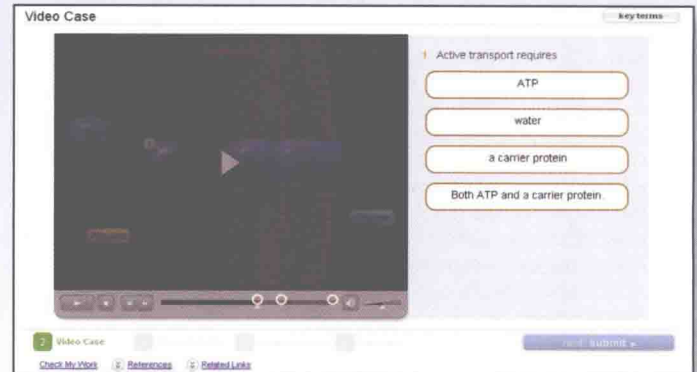 Video Case
key terms
1 Active transport requires
ATP
water
a carrier protein
Both ATP and a carrier protein
2 Video Case
submit
Check My Work References Related Links